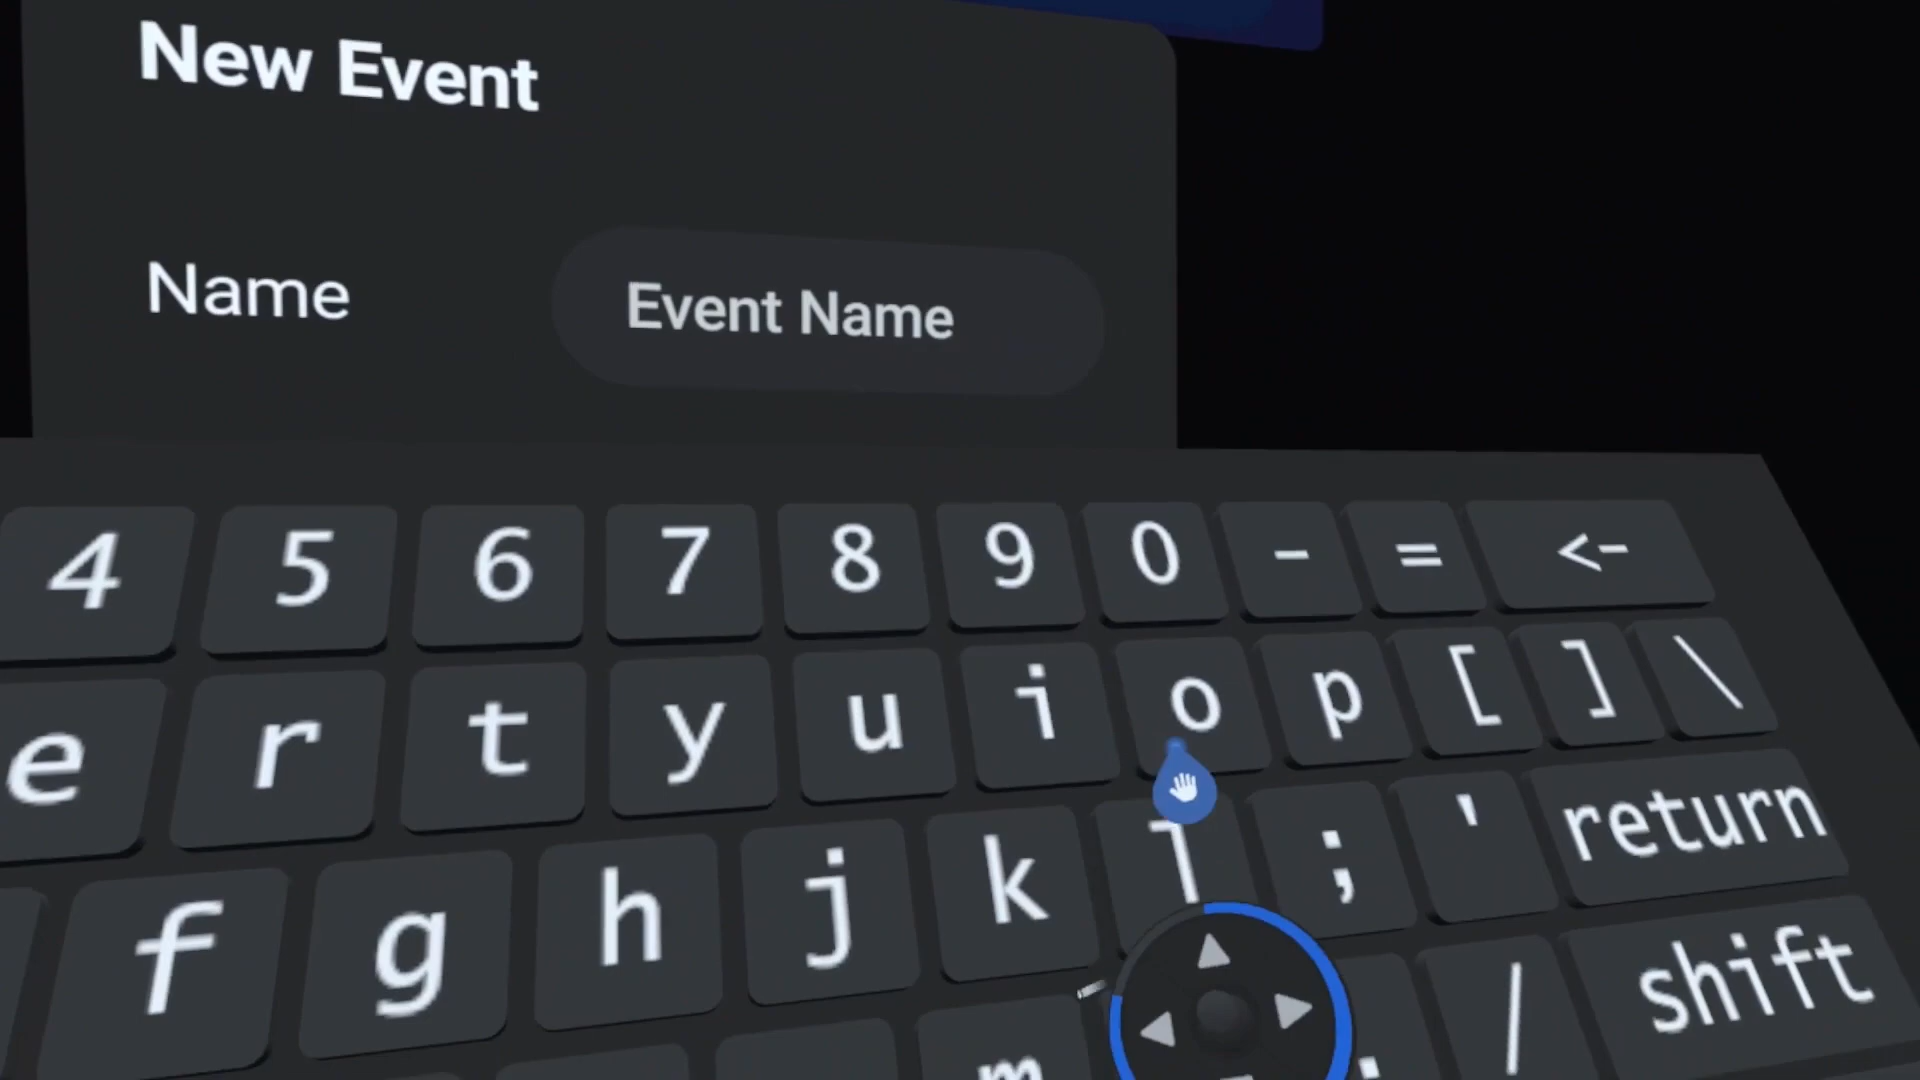 New Event
Name Event Name
4 5 6 7 8 9 0 - = <-
e r t y u i o p [ ] \
f g h j k l ; ' return
m . / shift